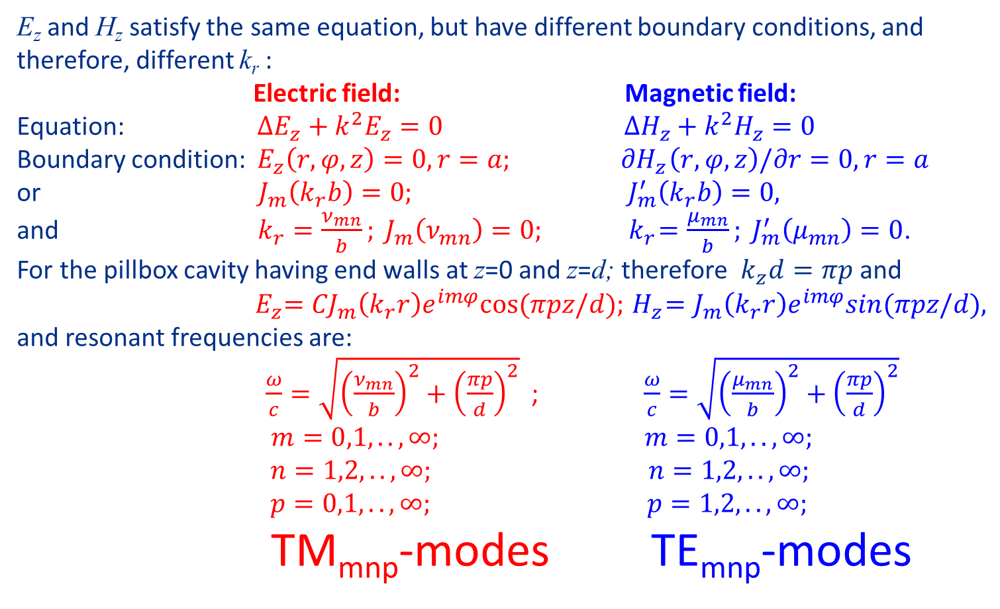 E_z and H_z satisfy the same equation, but have different boundary conditions, and
therefore, different k_r :
Electric field: Magnetic field:
Equation: ΔE_z + k²E_z = 0 ΔH_z + k²H_z = 0
Boundary condition: E_z(r, φ, z) = 0, r = a; ∂H_z(r, φ, z)/∂r = 0, r = a
or J_m(k_r b) = 0; J′_m(k_r b) = 0,
and k_r = ν_mn/b ; J_m(ν_mn) = 0; k_r = μ_mn/b ; J′_m(μ_mn) = 0.
For the pillbox cavity having end walls at z=0 and z=d; therefore k_z d = πp and
E_z = CJ_m(k_r r)e^{imφ}cos(πpz/d); H_z = J_m(k_r r)e^{imφ}sin(πpz/d),
and resonant frequencies are:
ω/c = √((ν_mn/b)² + (πp/d)²) ; ω/c = √((μ_mn/b)² + (πp/d)²)
m = 0,1,..,∞; m = 0,1,..,∞;
n = 1,2,..,∞; n = 1,2,..,∞;
p = 0,1,..,∞; p = 1,2,..,∞;
TM_mnp-modes TE_mnp-modes